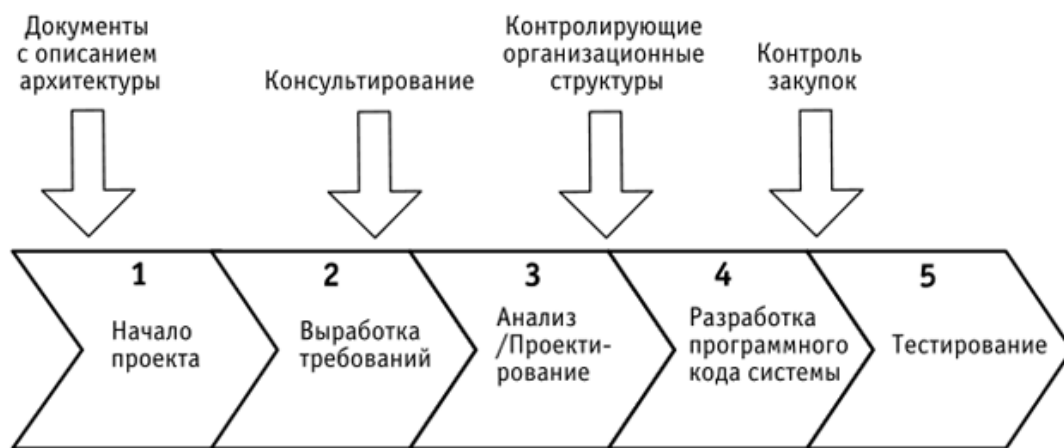 Документы
с описанием
архитектуры
Консультирование
Контролирующие
организационные
структуры
Контроль
закупок
1
Начало
проекта
2
Выработка
требований
3
Анализ
/Проекти-
рование
4
Разработка
программного
кода системы
5
Тестирование